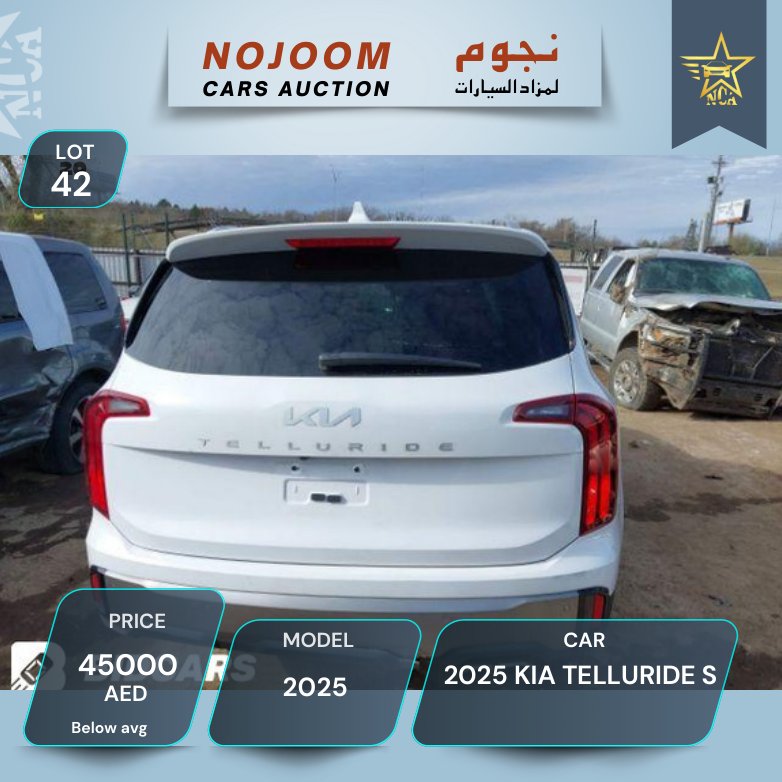 NOJOOM
CARS AUCTION
نجوم
لمزاد السيارات
NCA
NCA
LOT
42
KIA
TELLURIDE
PRICE
45000
AED
Below avg
MODEL
2025
CAR
2025 KIA TELLURIDE S